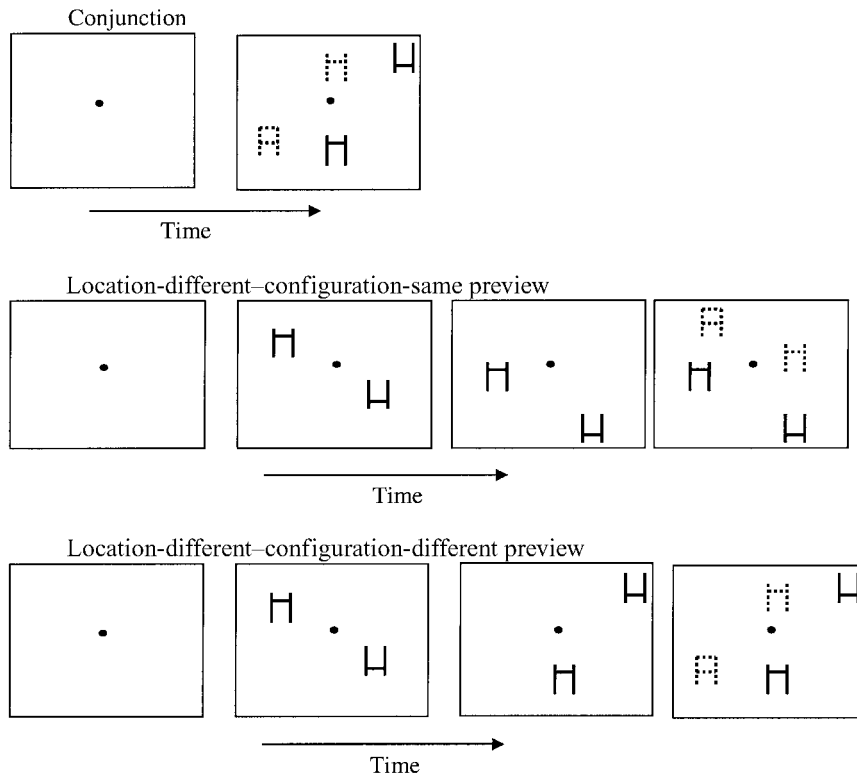 Conjunction
Time
Location-different–configuration-same preview
Time
Location-different–configuration-different preview
Time